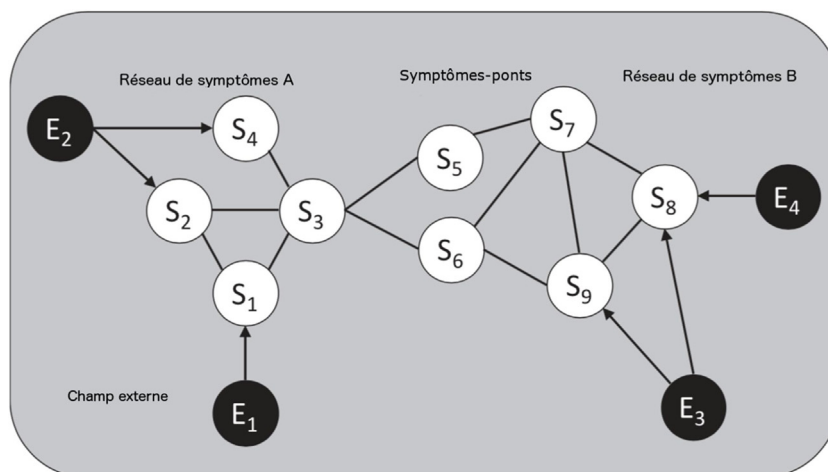 Réseau de symptômes A
Symptômes-ponts
Réseau de symptômes B
E2
S4
S5
S7
S2
S3
S6
S8
E4
S1
S9
Champ externe
E1
E3